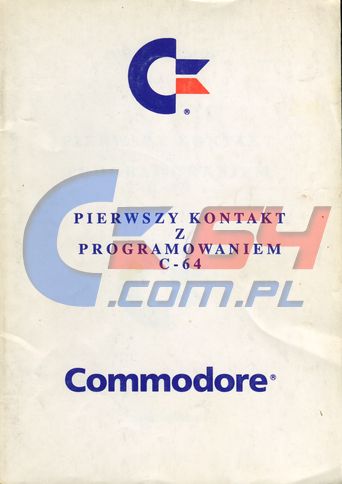 PIERWSZY KONTAKT
Z
PROGRAMOWANIEM
C-64
C64
.COM.PL
Commodore®